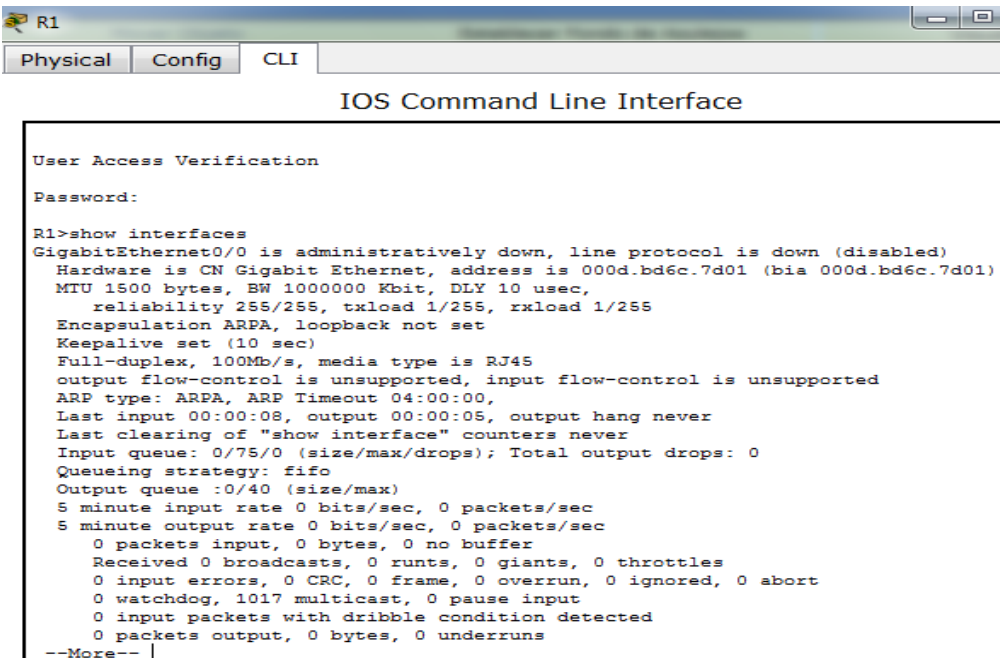 R1
Physical Config CLI
IOS Command Line Interface
User Access Verification
Password:
R1>show interfaces
GigabitEthernet0/0 is administratively down, line protocol is down (disabled)
Hardware is CN Gigabit Ethernet, address is 000d.bd6c.7d01 (bia 000d.bd6c.7d01)
MTU 1500 bytes, BW 1000000 Kbit, DLY 10 usec,
reliability 255/255, txload 1/255, rxload 1/255
Encapsulation ARPA, loopback not set
Keepalive set (10 sec)
Full-duplex, 100Mb/s, media type is RJ45
output flow-control is unsupported, input flow-control is unsupported
ARP type: ARPA, ARP Timeout 04:00:00,
Last input 00:00:08, output 00:00:05, output hang never
Last clearing of "show interface" counters never
Input queue: 0/75/0 (size/max/drops); Total output drops: 0
Queueing strategy: fifo
Output queue :0/40 (size/max)
5 minute input rate 0 bits/sec, 0 packets/sec
5 minute output rate 0 bits/sec, 0 packets/sec
0 packets input, 0 bytes, 0 no buffer
Received 0 broadcasts, 0 runts, 0 giants, 0 throttles
0 input errors, 0 CRC, 0 frame, 0 overrun, 0 ignored, 0 abort
0 watchdog, 1017 multicast, 0 pause input
0 input packets with dribble condition detected
0 packets output, 0 bytes, 0 underruns
--More--